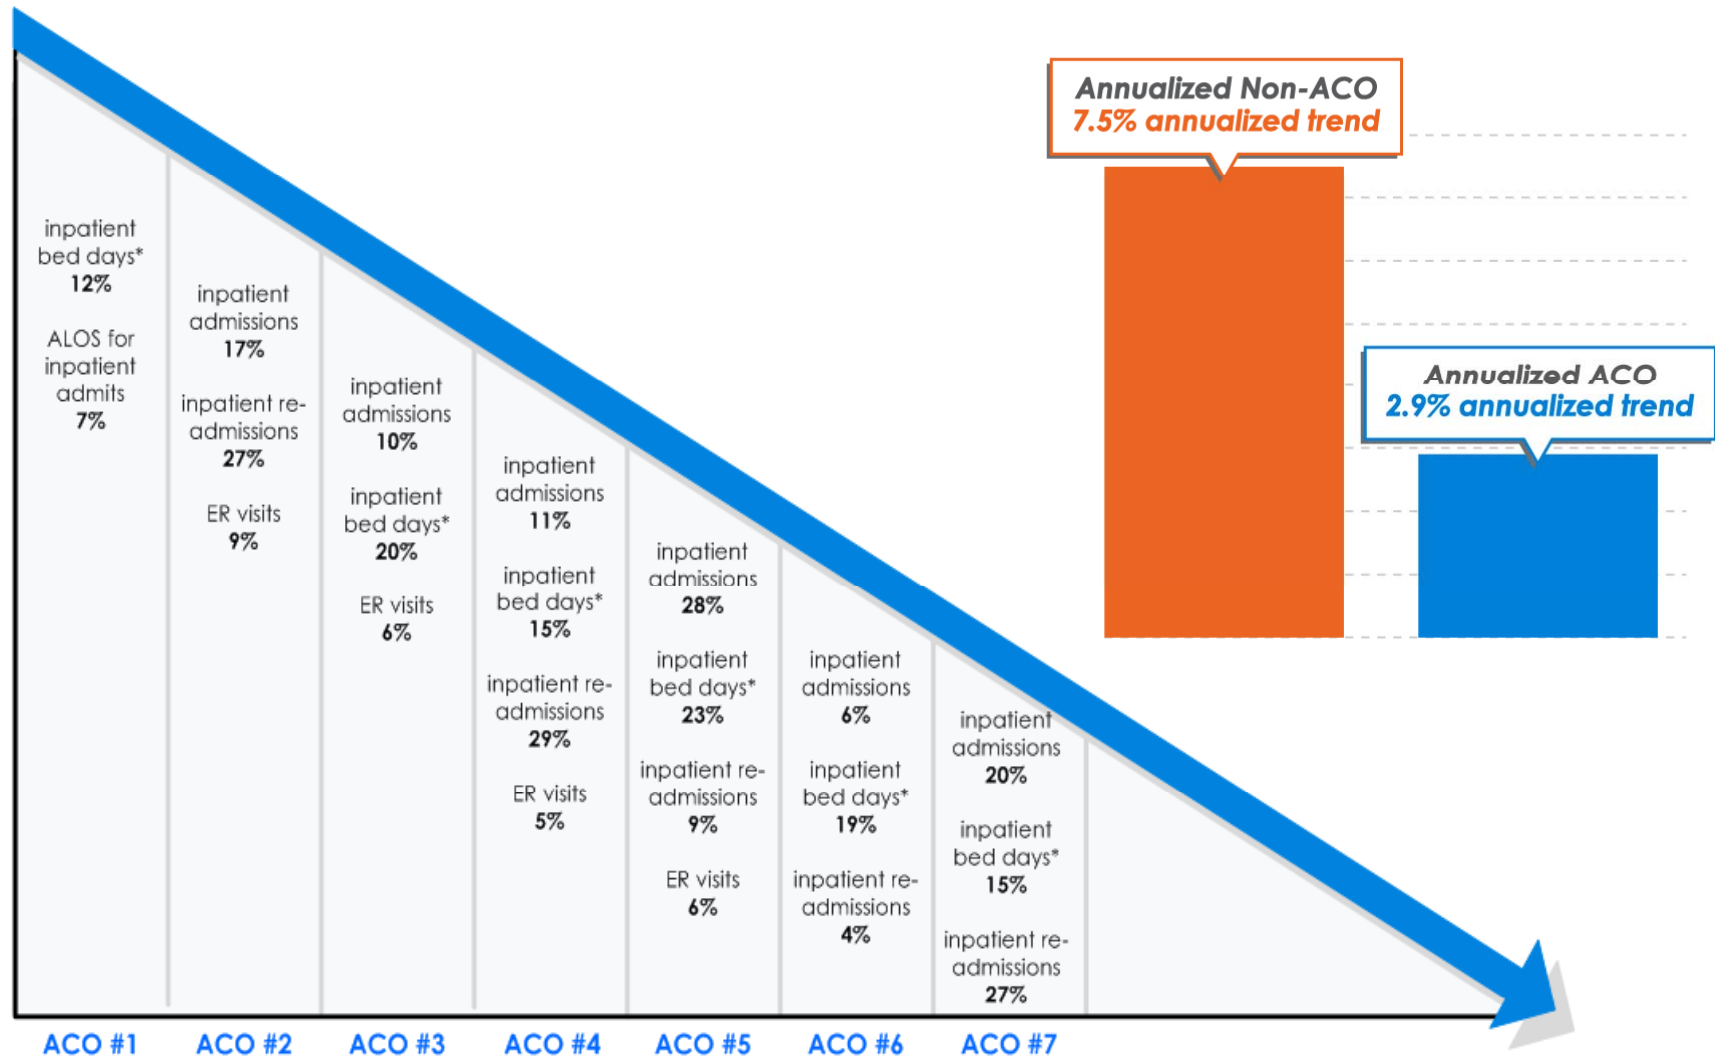 Annualized Non-ACO
7.5% annualized trend
Annualized ACO
2.9% annualized trend
inpatient
bed days*
12%
ALOS for
inpatient
admits
7%
inpatient
admissions
17%
inpatient re-
admissions
27%
ER visits
9%
inpatient
admissions
10%
inpatient
bed days*
20%
ER visits
6%
inpatient
admissions
11%
inpatient
bed days*
15%
inpatient re-
admissions
29%
ER visits
5%
inpatient
admissions
28%
inpatient
bed days*
23%
inpatient re-
admissions
9%
ER visits
6%
inpatient
admissions
6%
inpatient
bed days*
19%
inpatient re-
admissions
4%
inpatient
admissions
20%
inpatient
bed days*
15%
inpatient re-
admissions
27%
ACO #1
ACO #2
ACO #3
ACO #4
ACO #5
ACO #6
ACO #7